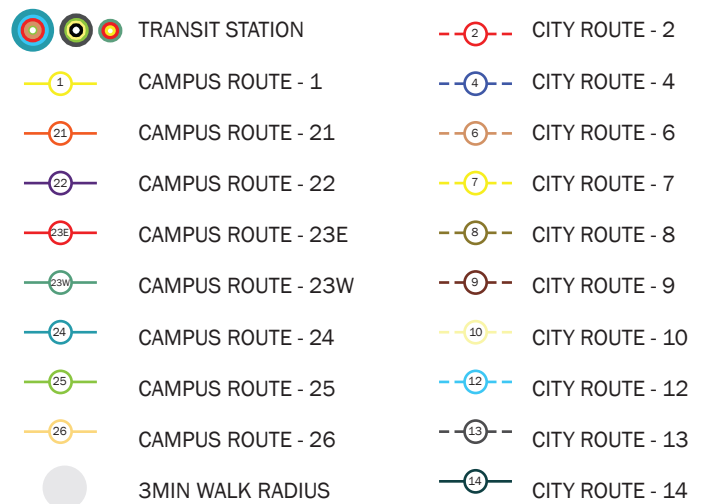 TRANSIT STATION
1 CAMPUS ROUTE - 1
21 CAMPUS ROUTE - 21
22 CAMPUS ROUTE - 22
23E CAMPUS ROUTE - 23E
23W CAMPUS ROUTE - 23W
24 CAMPUS ROUTE - 24
25 CAMPUS ROUTE - 25
26 CAMPUS ROUTE - 26
3MIN WALK RADIUS
2 CITY ROUTE - 2
4 CITY ROUTE - 4
6 CITY ROUTE - 6
7 CITY ROUTE - 7
8 CITY ROUTE - 8
9 CITY ROUTE - 9
10 CITY ROUTE - 10
12 CITY ROUTE - 12
13 CITY ROUTE - 13
14 CITY ROUTE - 14